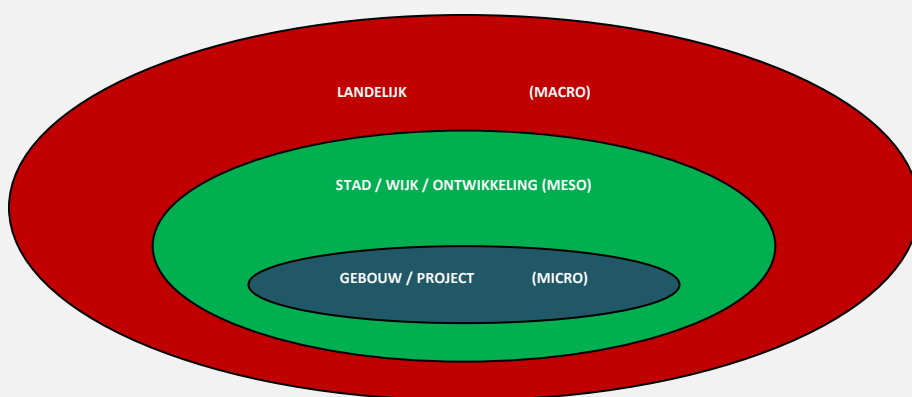 LANDELIJK (MACRO)
STAD / WIJK / ONTWIKKELING (MESO)
GEBOUW / PROJECT (MICRO)